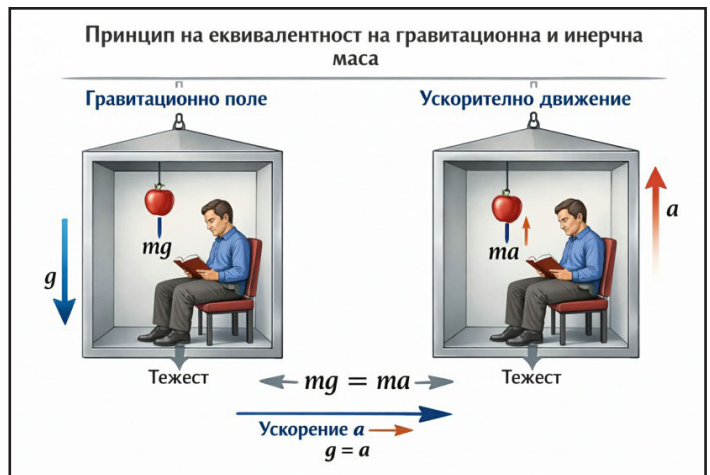 Принцип на еквивалентност на гравитационна и инерчна
маса
Гравитационно поле
Ускорително движение
mg
ma
g
a
Тежест
mg = ma
Тежест
Ускорение a
g = a